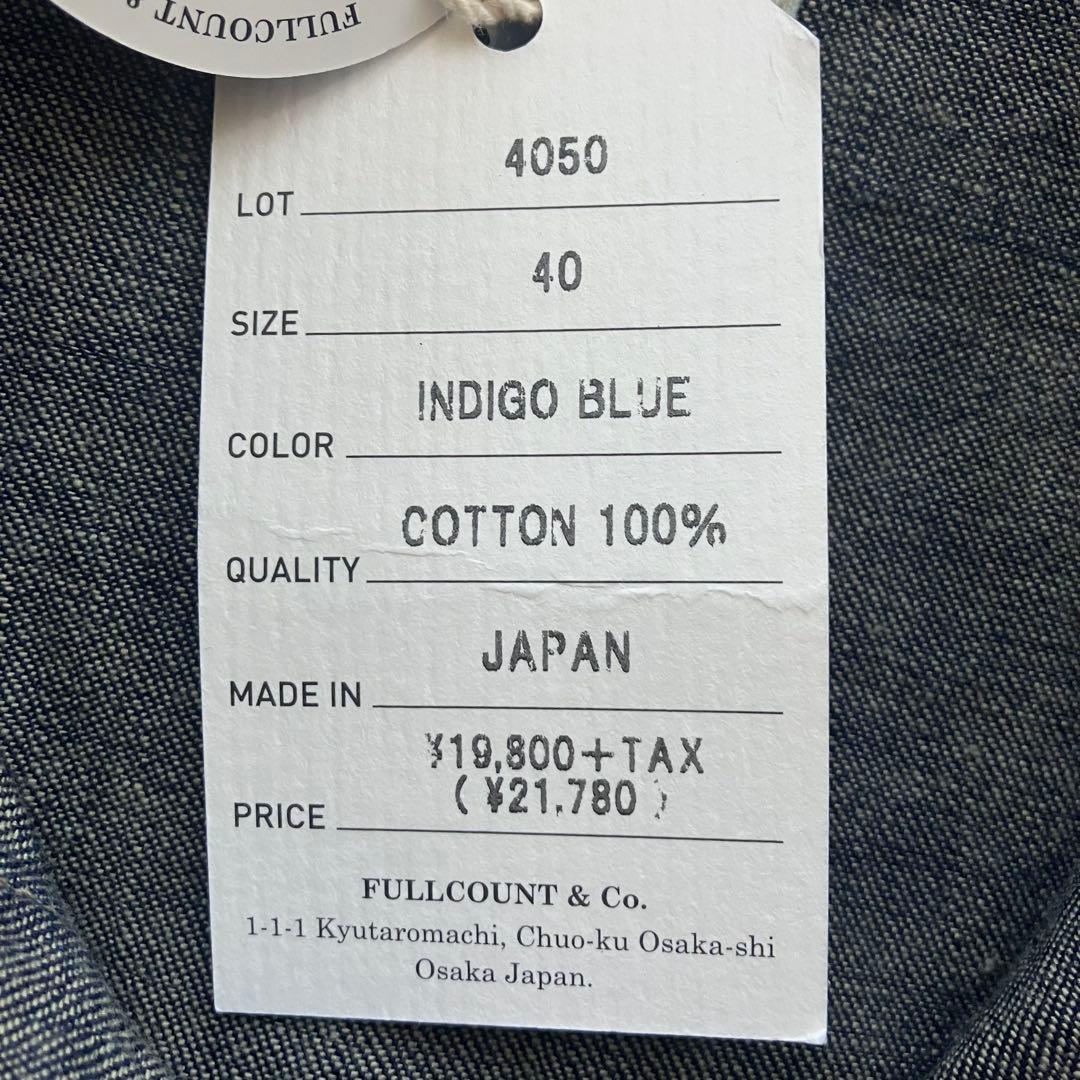 FULLCOUNT &
4050
LOT
40
SIZE
INDIGO BLUE
COLOR
COTTON 100%
QUALITY
JAPAN
MADE IN
¥19,800+TAX
(¥21,780)
PRICE
FULLCOUNT & Co.
1-1-1 Kyutaromachi, Chuo-ku Osaka-shi
Osaka Japan.